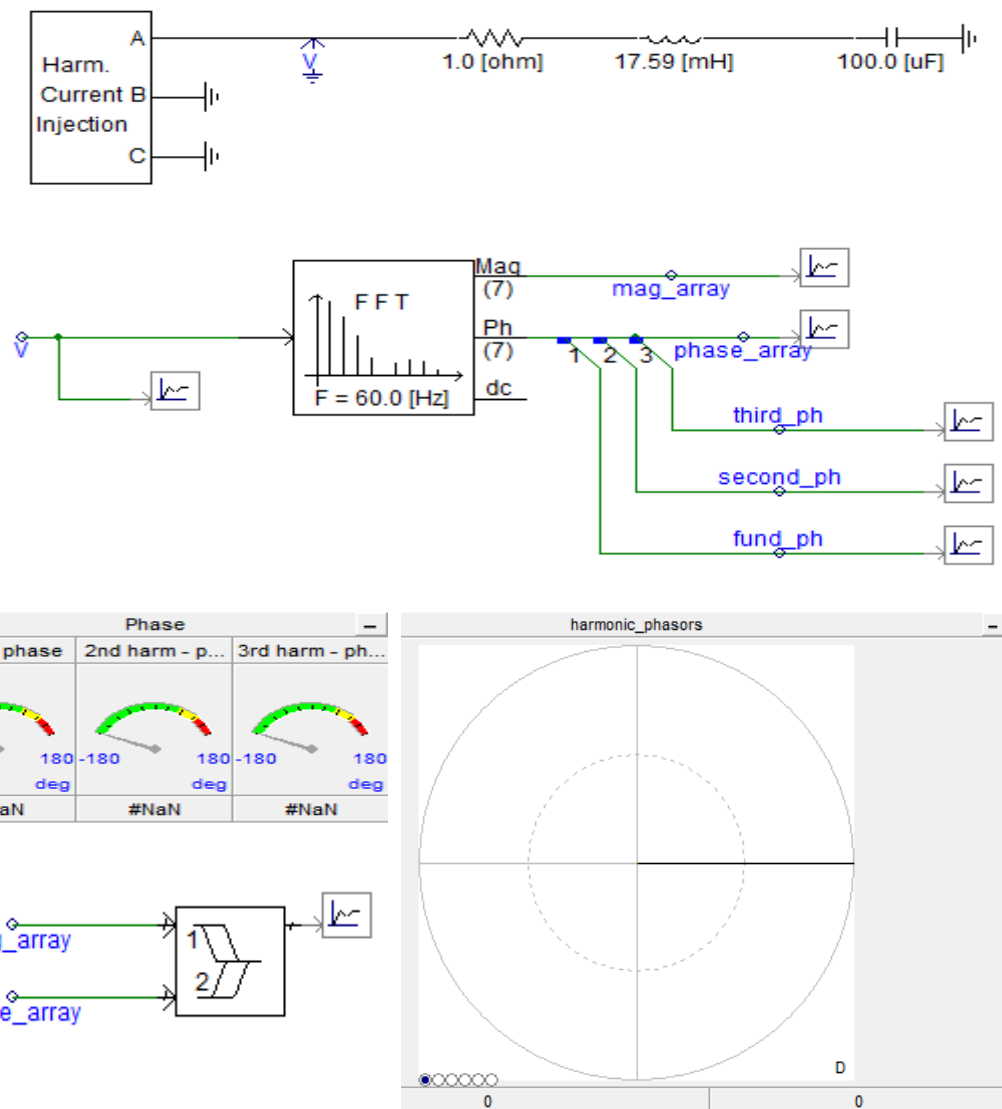 A
V
1.0 [ohm]
17.59 [mH]
100.0 [uF]
Harm.
Current B
Injection
C
Mag
(7)
mag_array
F F T
Ph
(7)
1 2 3 phase_array
V
dc
F = 60.0 [Hz]
third_ph
second_ph
fund_ph
Phase
phase 2nd harm - p... 3rd harm - ph...
180 -180 180 -180 180
deg deg deg
aN #NaN #NaN
harmonic_phasors
1
2
_array
e_array
D
0 0